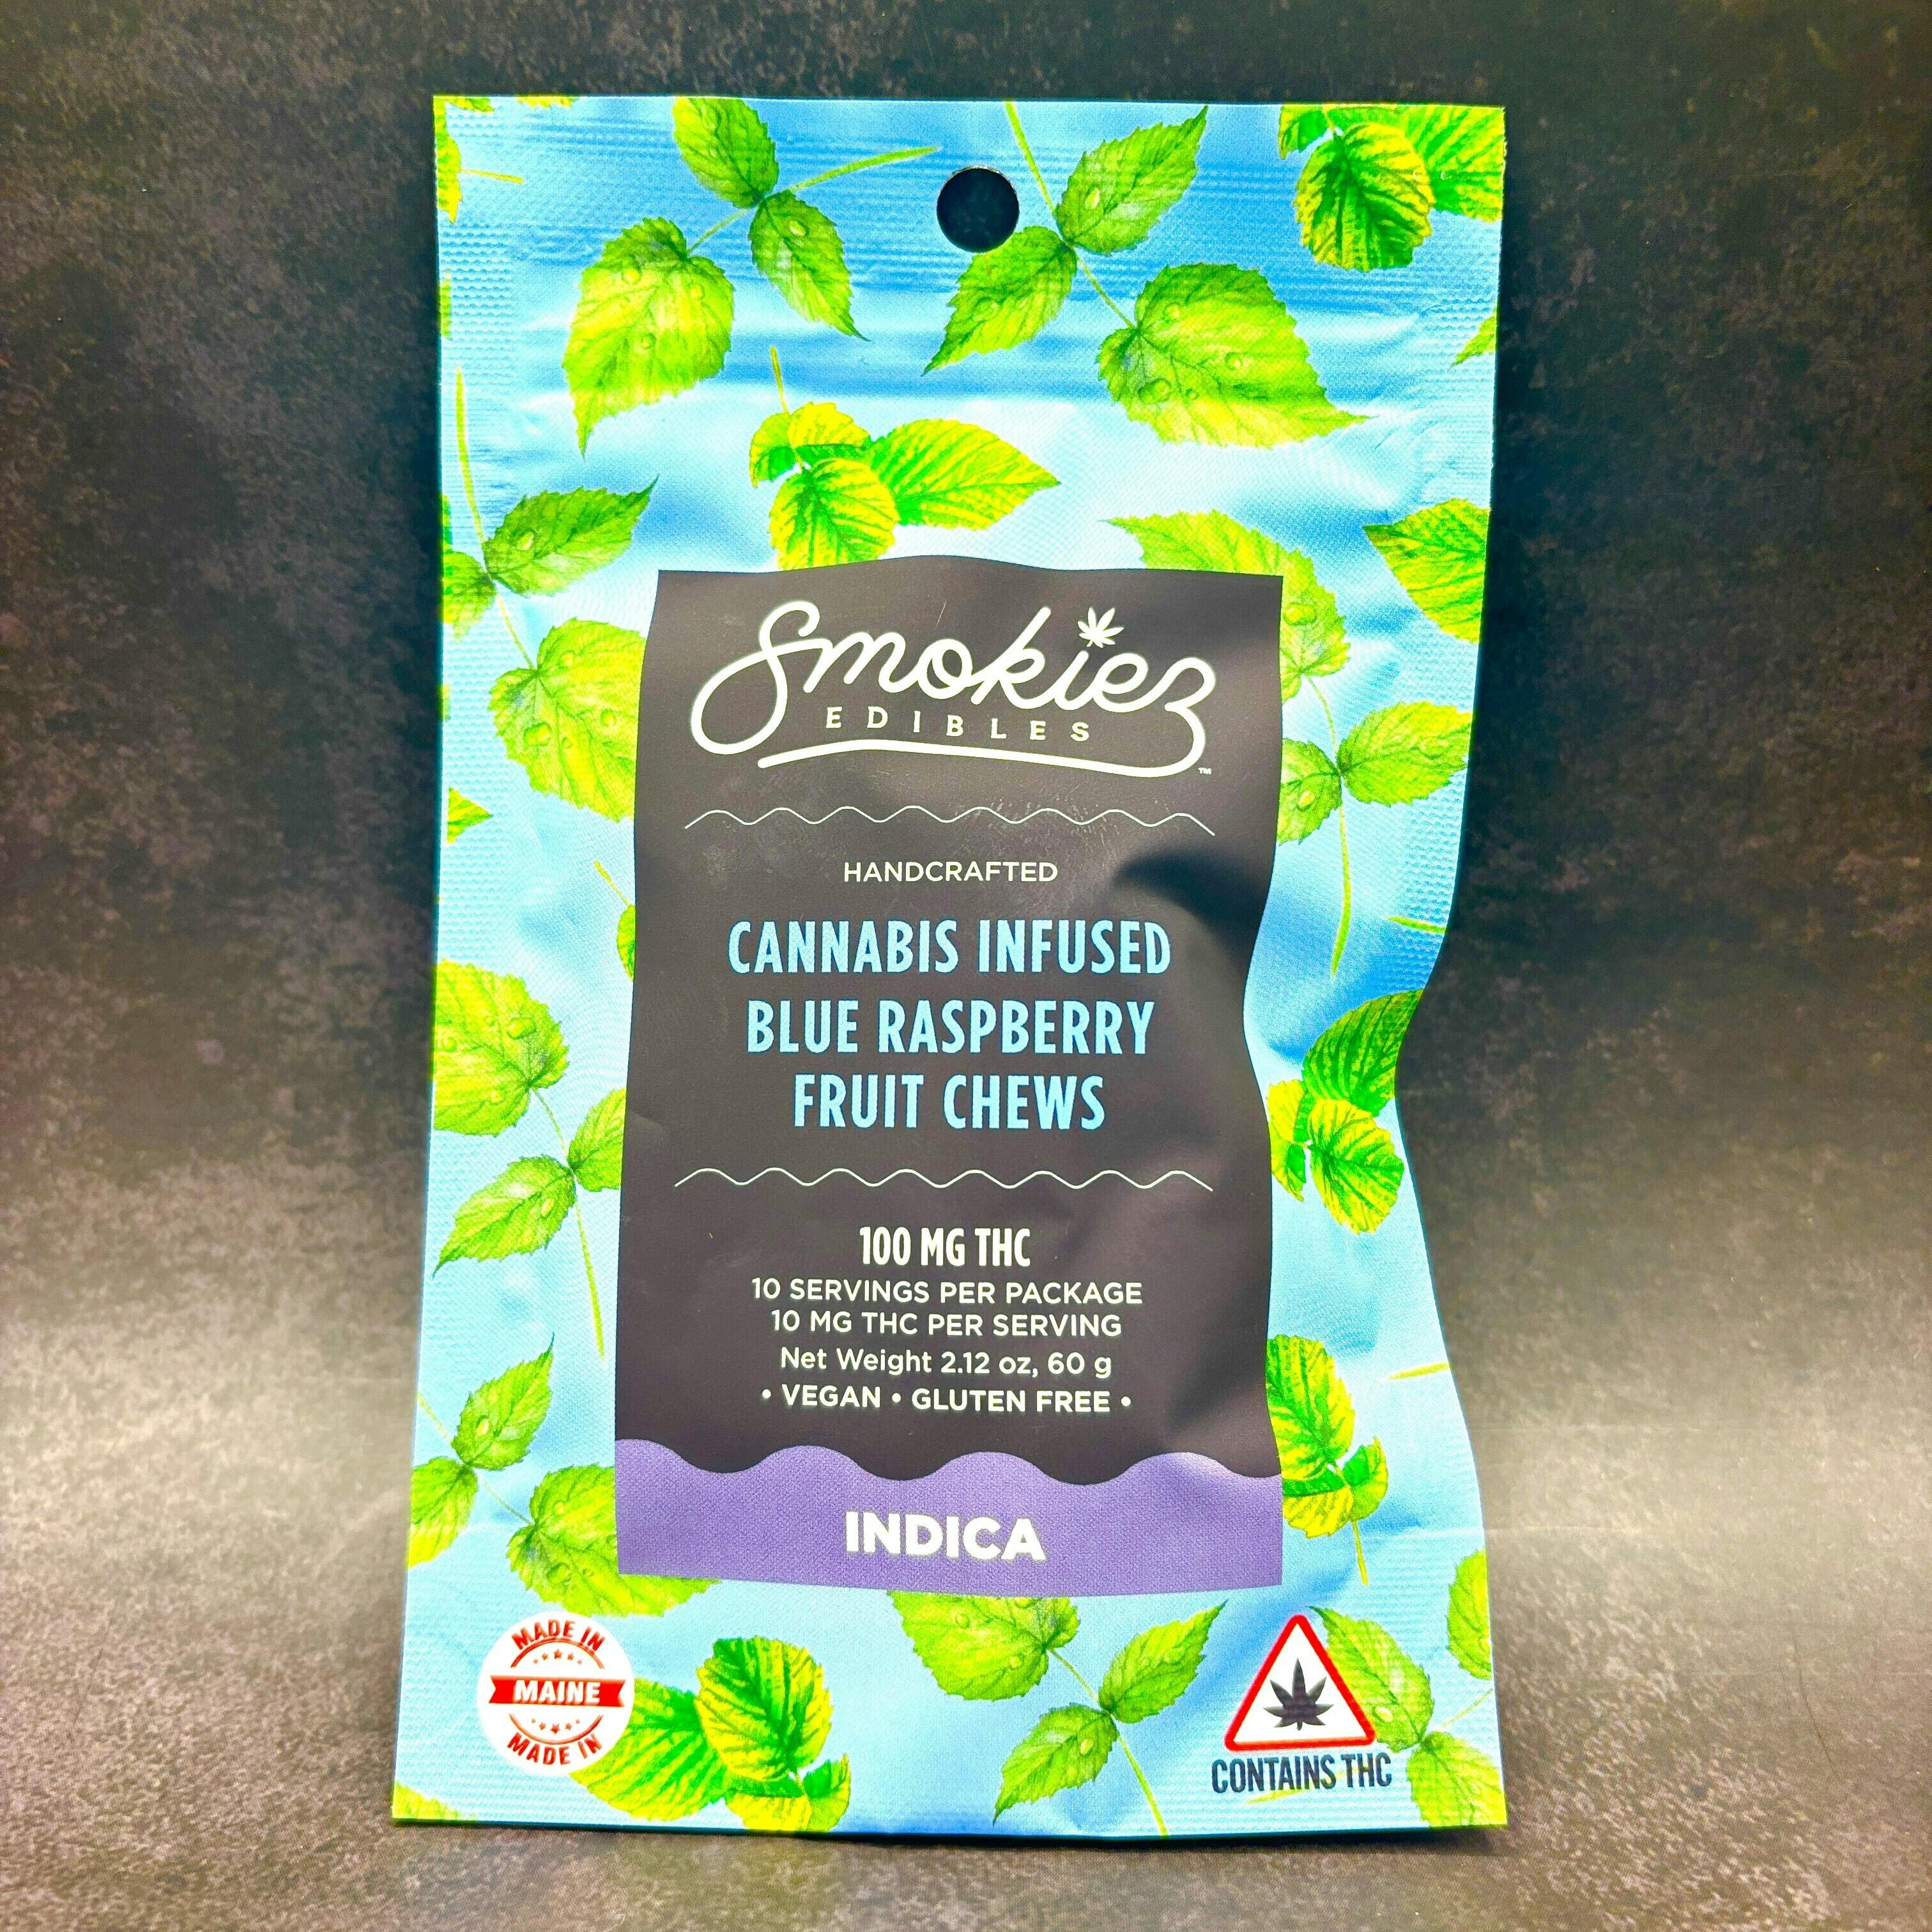 Smokiez
EDIBLES
™
HANDCRAFTED
CANNABIS INFUSED
BLUE RASPBERRY
FRUIT CHEWS
100 MG THC
10 SERVINGS PER PACKAGE
10 MG THC PER SERVING
Net Weight 2.12 oz, 60 g
• VEGAN • GLUTEN FREE •
INDICA
MADE IN
MAINE
MADE IN
CONTAINS THC